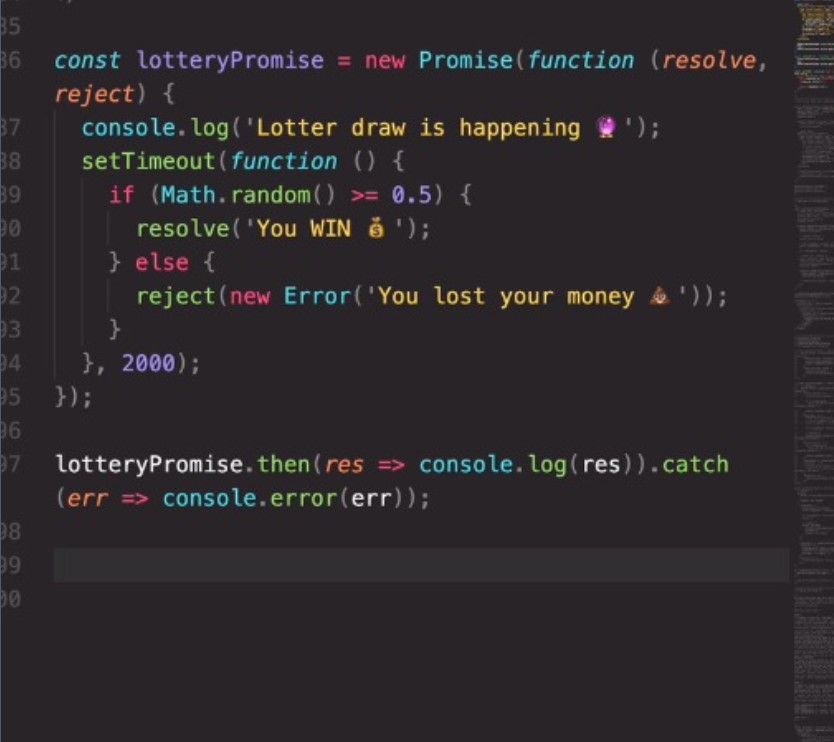 35
36 const lotteryPromise = new Promise(function (resolve,
reject) {
37 console.log('Lotter draw is happening 🔮');
38 setTimeout(function () {
39 if (Math.random() >= 0.5) {
90 resolve('You WIN 💰');
91 } else {
92 reject(new Error('You lost your money 💩'));
93 }
94 }, 2000);
95 });
96
97 lotteryPromise.then(res => console.log(res)).catch
(err => console.error(err));
98
99
00